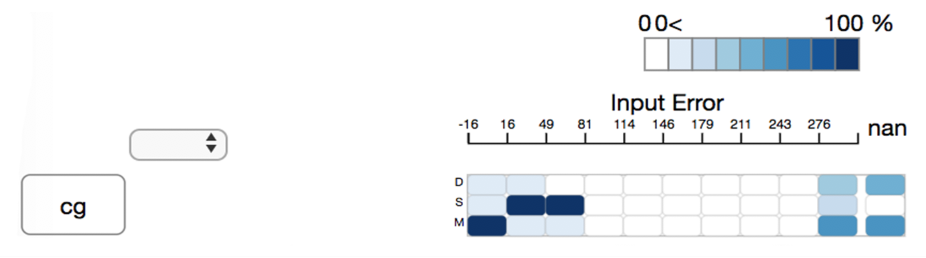 0 0< 100 %
Input Error
-16 16 49 81 114 146 179 211 243 276 nan
D
S
M
cg